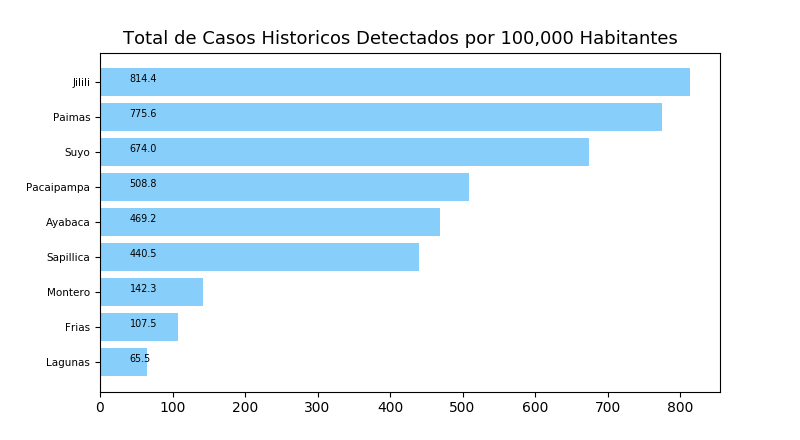 Total de Casos Historicos Detectados por 100,000 Habitantes
Jilili 814.4
Paimas 775.6
Suyo 674.0
Pacaipampa 508.8
Ayabaca 469.2
Sapillica 440.5
Montero 142.3
Frias 107.5
Lagunas 65.5
0 100 200 300 400 500 600 700 800